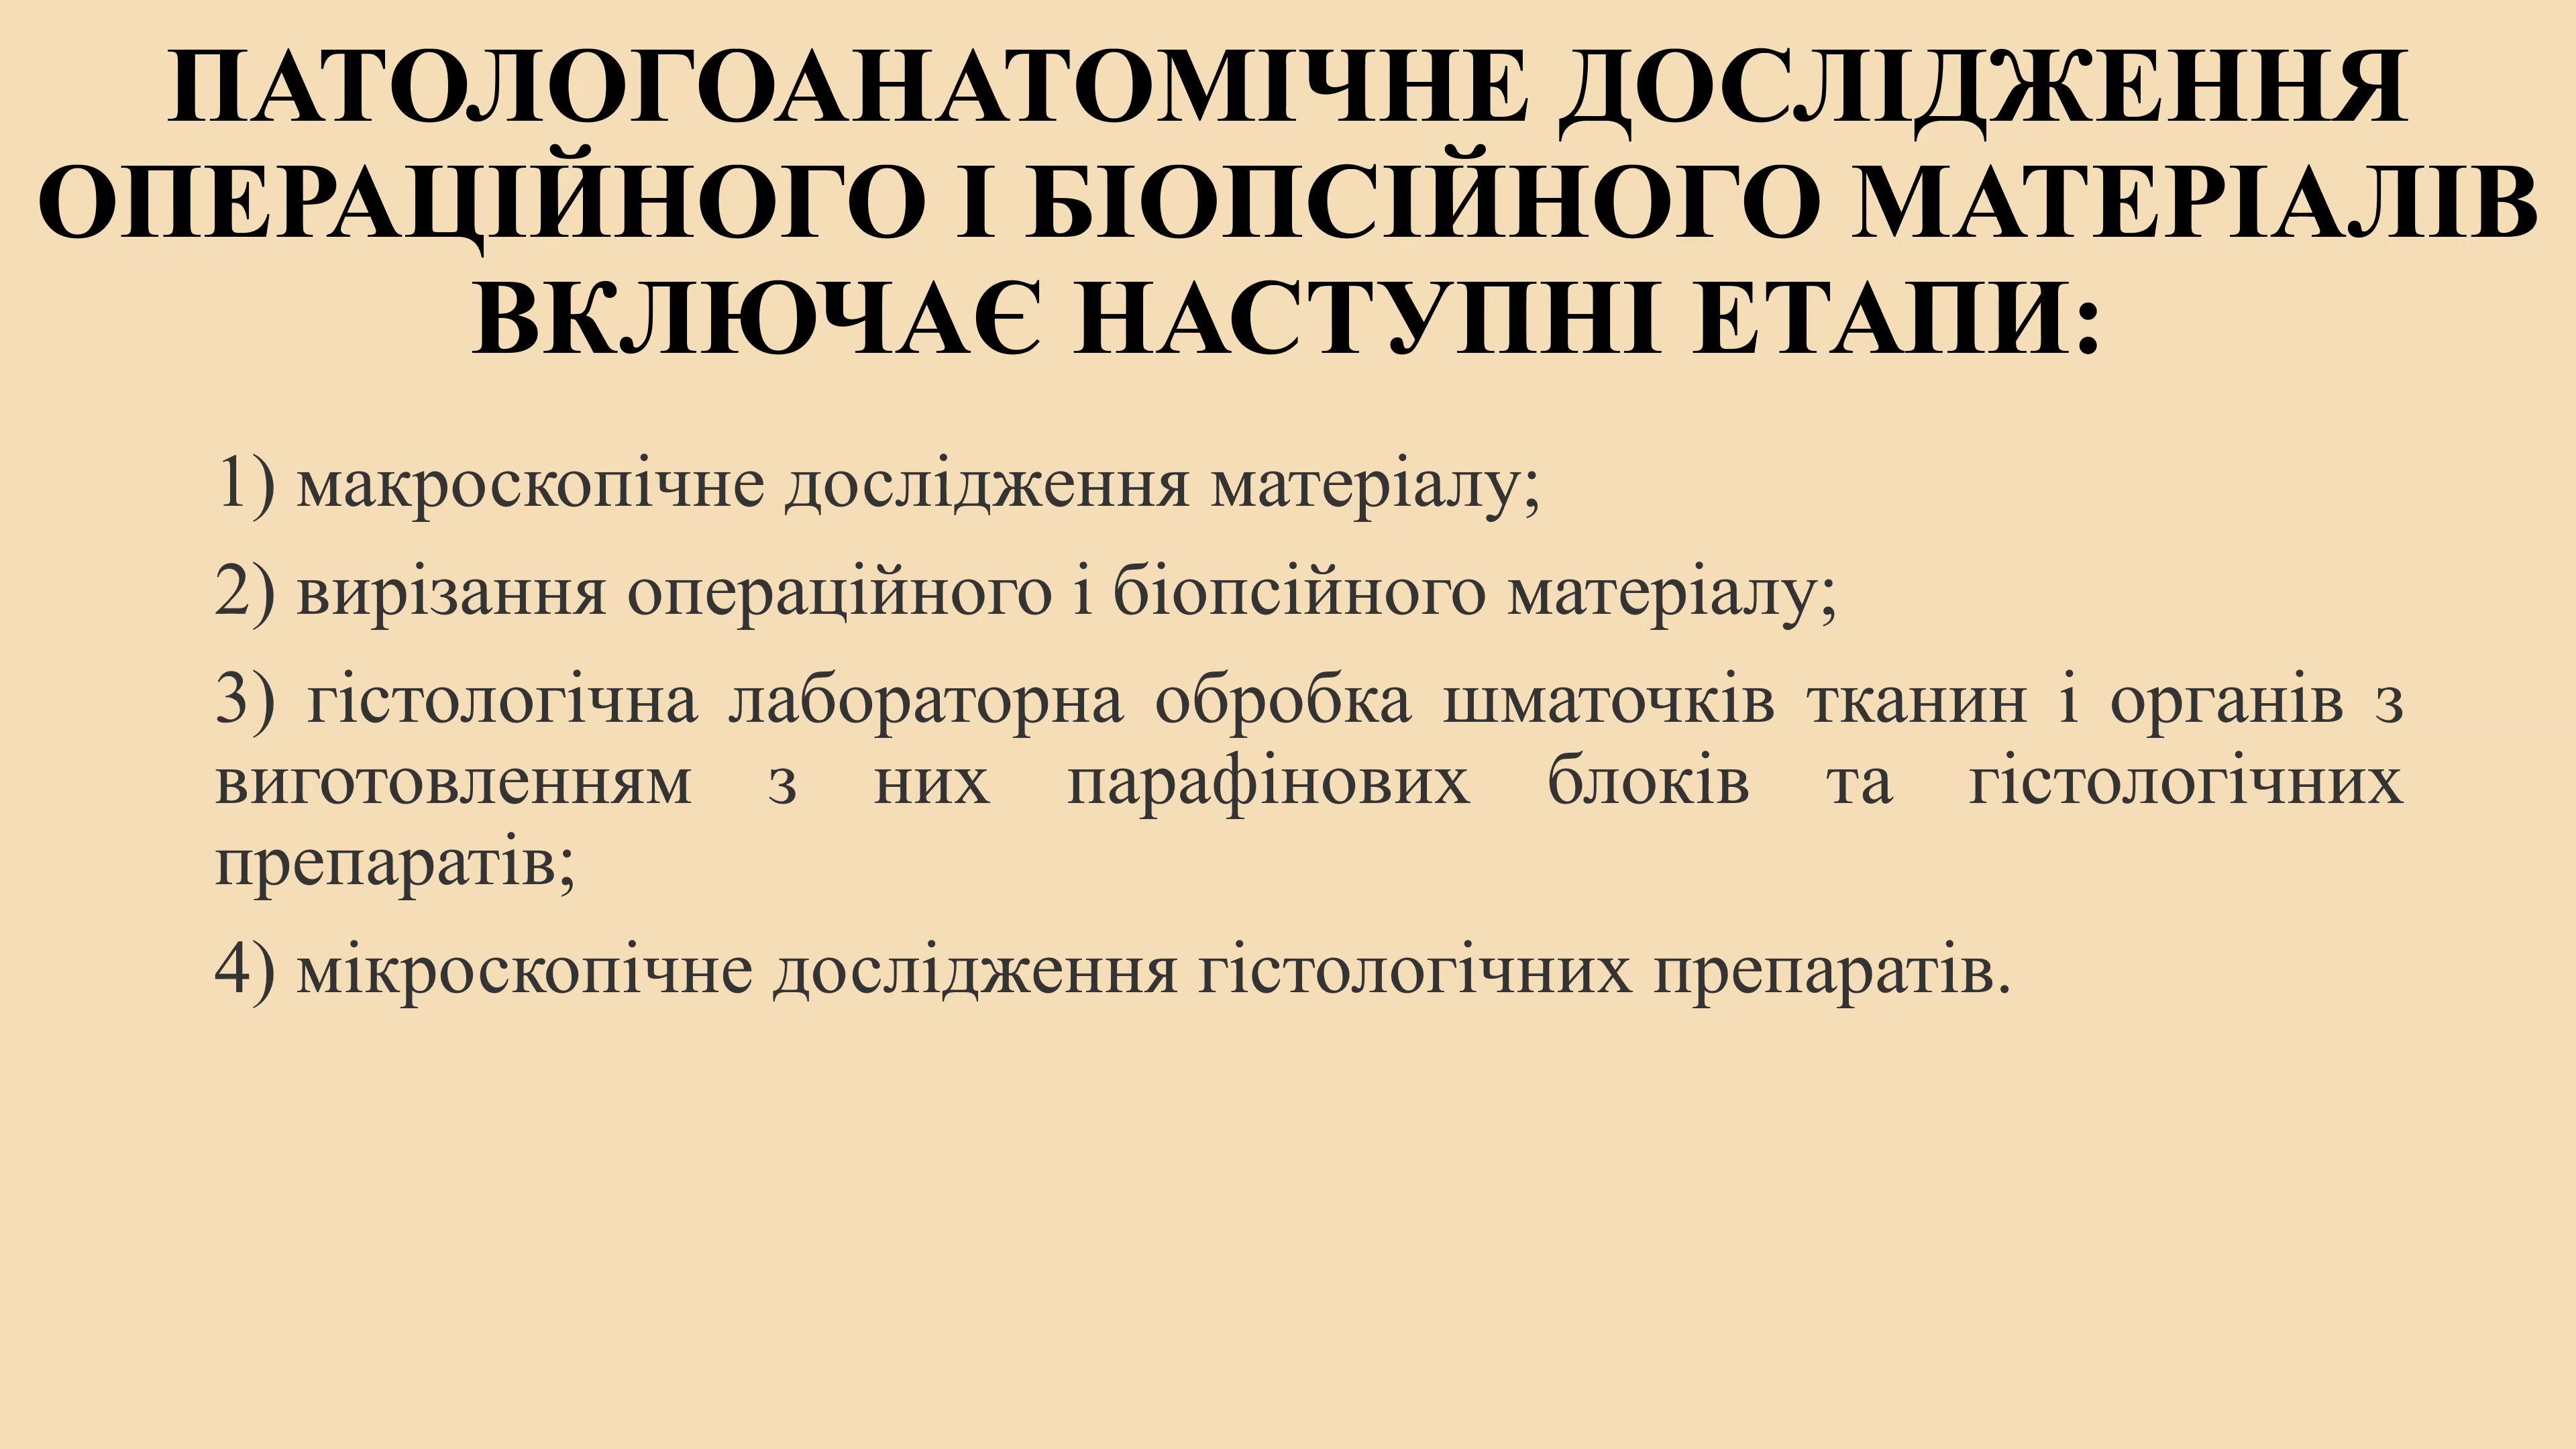 ПАТОЛОГОАНАТОМІЧНЕ ДОСЛІДЖЕННЯ
ОПЕРАЦІЙНОГО І БІОПСІЙНОГО МАТЕРІАЛІВ
ВКЛЮЧАЄ НАСТУПНІ ЕТАПИ:
1) макроскопічне дослідження матеріалу;
2) вирізання операційного і біопсійного матеріалу;
3) гістологічна лабораторна обробка шматочків тканин і органів з
виготовленням з них парафінових блоків та гістологічних
препаратів;
4) мікроскопічне дослідження гістологічних препаратів.